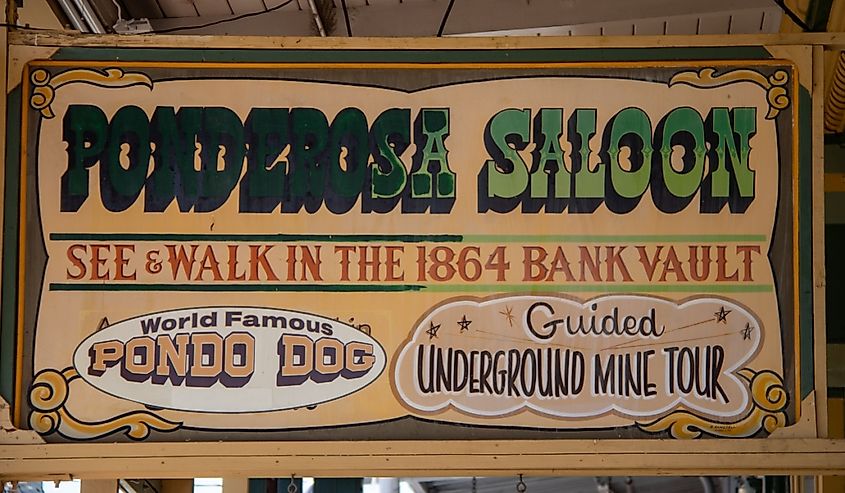 PONDEROSA SALOON
SEE & WALK IN THE 1864 BANK VAULT
World Famous
PONDO DOG
Guided
UNDERGROUND MINE TOUR